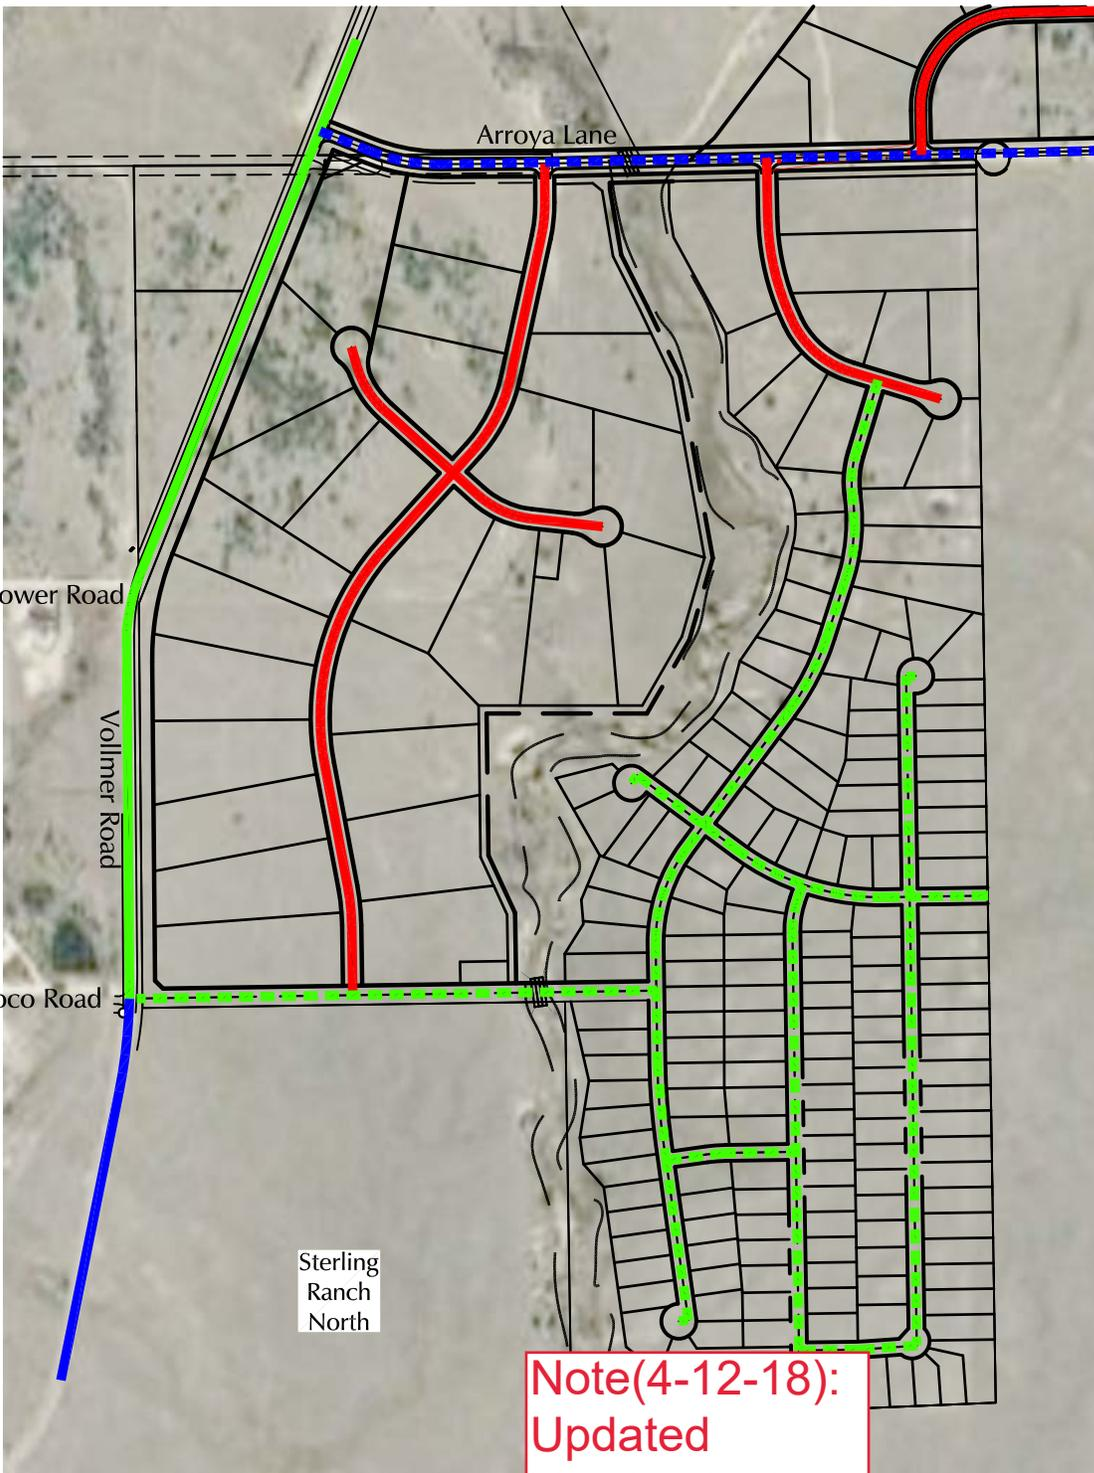 Arroya Lane
ower Road
Vollmer Road
oco Road
Sterling
Ranch
North
Note(4-12-18):
Updated